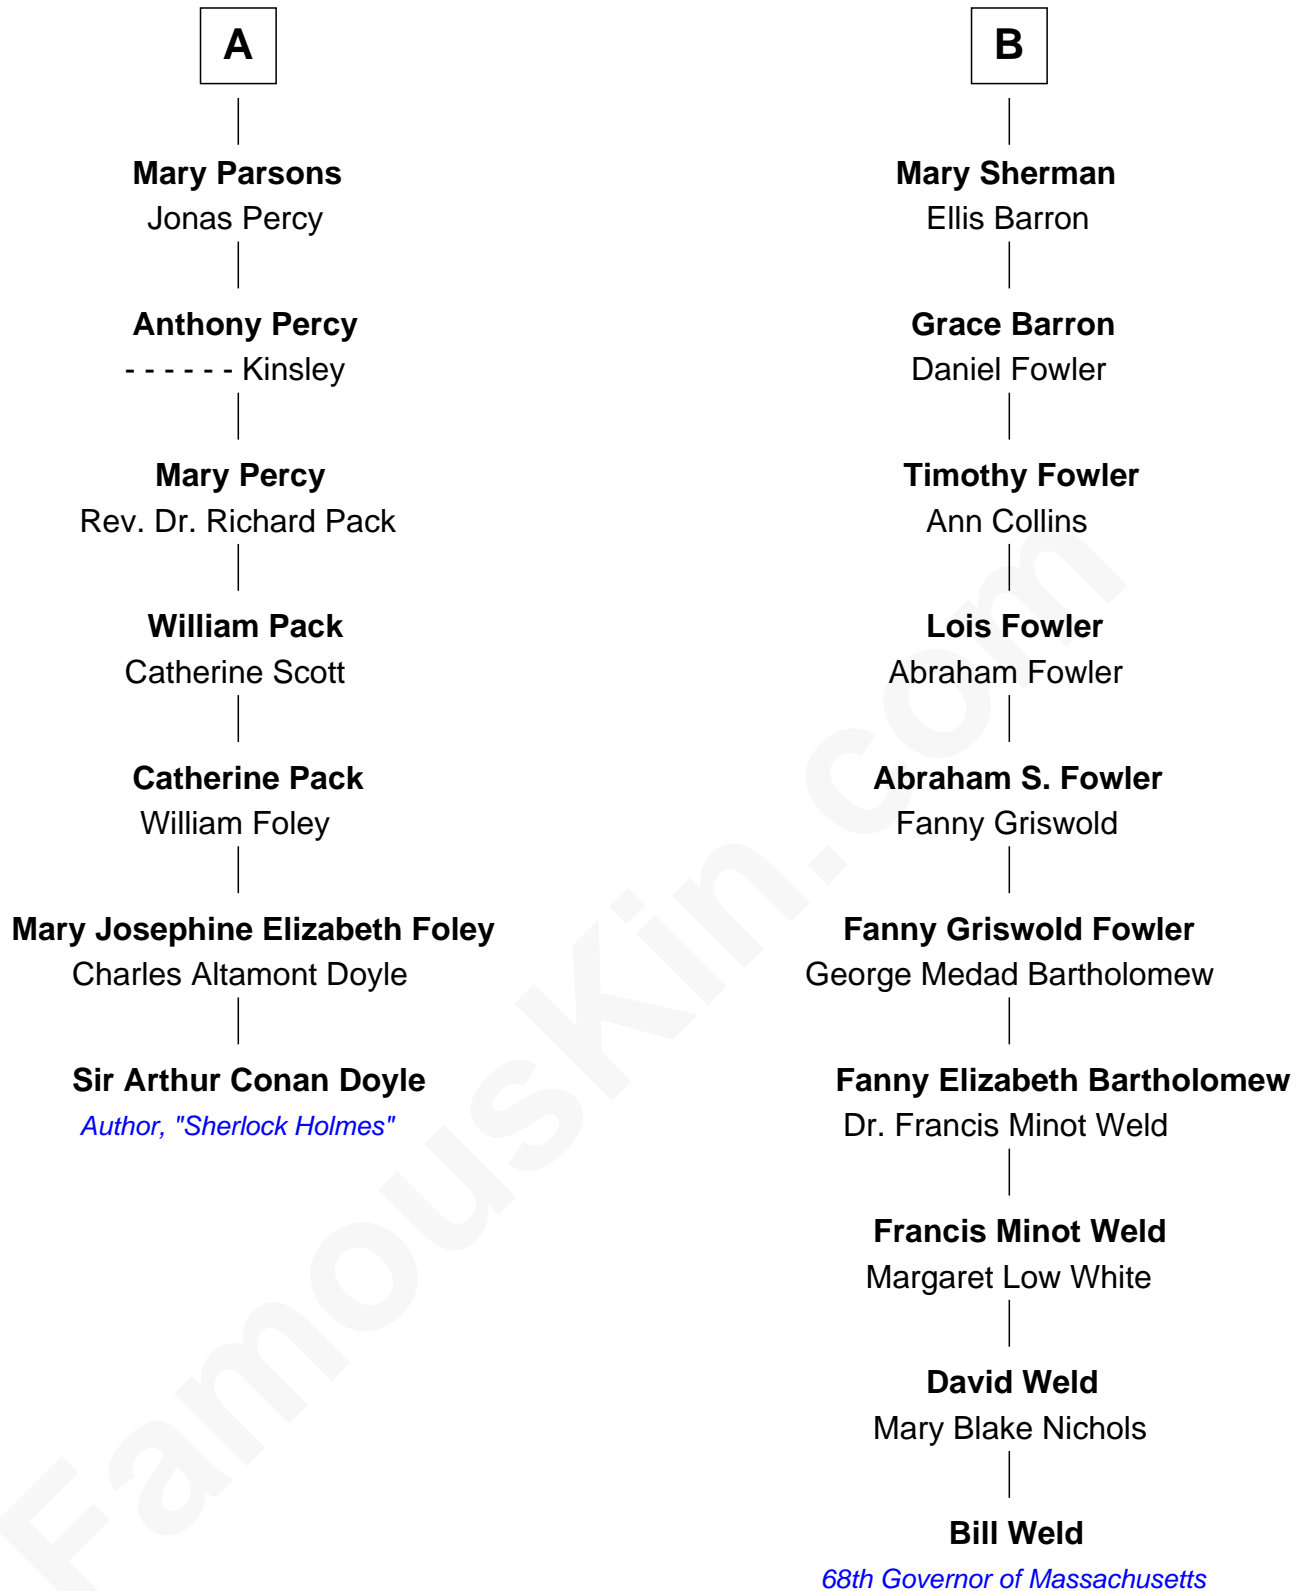 A
Mary Parsons
Jonas Percy
Anthony Percy
- - - - - - Kinsley
Mary Percy
Rev. Dr. Richard Pack
William Pack
Catherine Scott
Catherine Pack
William Foley
Mary Josephine Elizabeth Foley
Charles Altamont Doyle
Sir Arthur Conan Doyle
Author, "Sherlock Holmes"
B
Mary Sherman
Ellis Barron
Grace Barron
Daniel Fowler
Timothy Fowler
Ann Collins
Lois Fowler
Abraham Fowler
Abraham S. Fowler
Fanny Griswold
Fanny Griswold Fowler
George Medad Bartholomew
Fanny Elizabeth Bartholomew
Dr. Francis Minot Weld
Francis Minot Weld
Margaret Low White
David Weld
Mary Blake Nichols
Bill Weld
68th Governor of Massachusetts
FamousKin.com